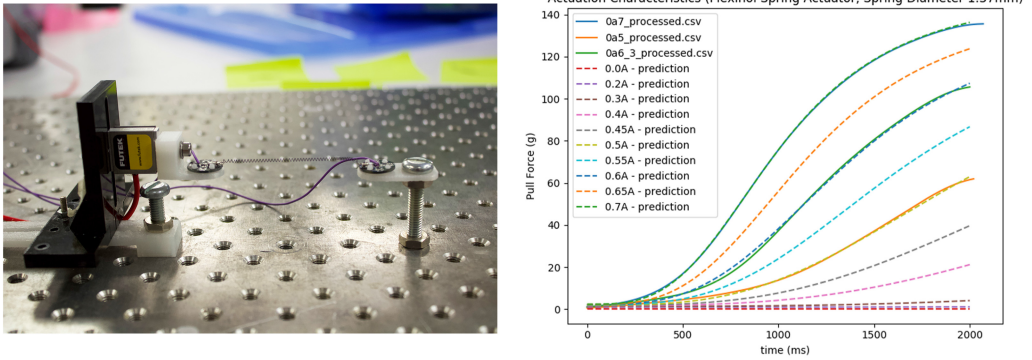 FUTEK
Actuation Characteristics (Flexinol Spring Actuator, Spring Diameter 1.37mm)
140
120
100
80
60
40
20
0
Pull Force (g)
0a7_processed.csv
0a5_processed.csv
0a6_3_processed.csv
0.0A - prediction
0.2A - prediction
0.3A - prediction
0.4A - prediction
0.45A - prediction
0.5A - prediction
0.55A - prediction
0.6A - prediction
0.65A - prediction
0.7A - prediction
0
500
1000
1500
2000
time (ms)